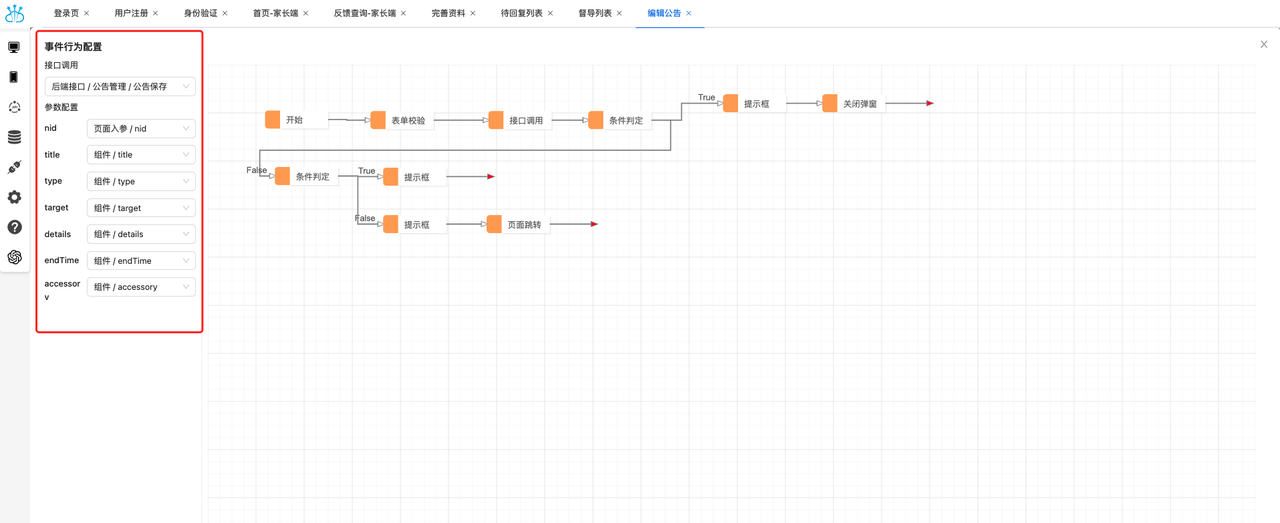 登录页 用户注册 身份验证 首页-家长端 反馈查询-家长端 完善资料 待回复列表 督导列表 编辑公告
事件行为配置
接口调用
后端接口 / 公告管理 / 公告保存
参数配置
nid 页面入参 / nid
title 组件 / title
type 组件 / type
target 组件 / target
details 组件 / details
endTime 组件 / endTime
accessor
y 组件 / accessory
True 提示框 关闭弹窗
开始 表单校验 接口调用 条件判定
False 条件判定 True 提示框
False 提示框 页面跳转